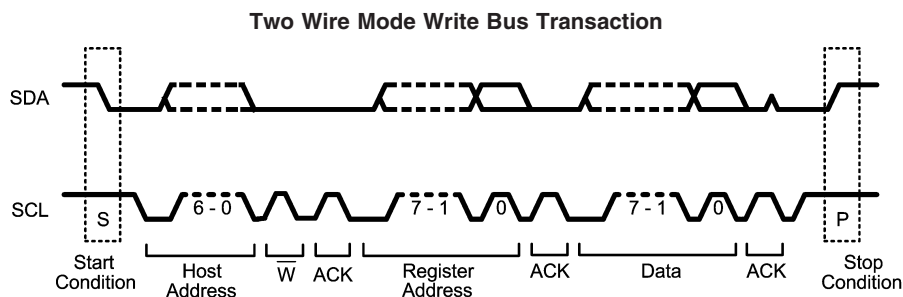 Two Wire Mode Write Bus Transaction
SDA
SCL
S
6 - 0
7 - 1
0
7 - 1
0
P
Start
Condition
Host
Address
W̅
ACK
Register
Address
ACK
Data
ACK
Stop
Condition